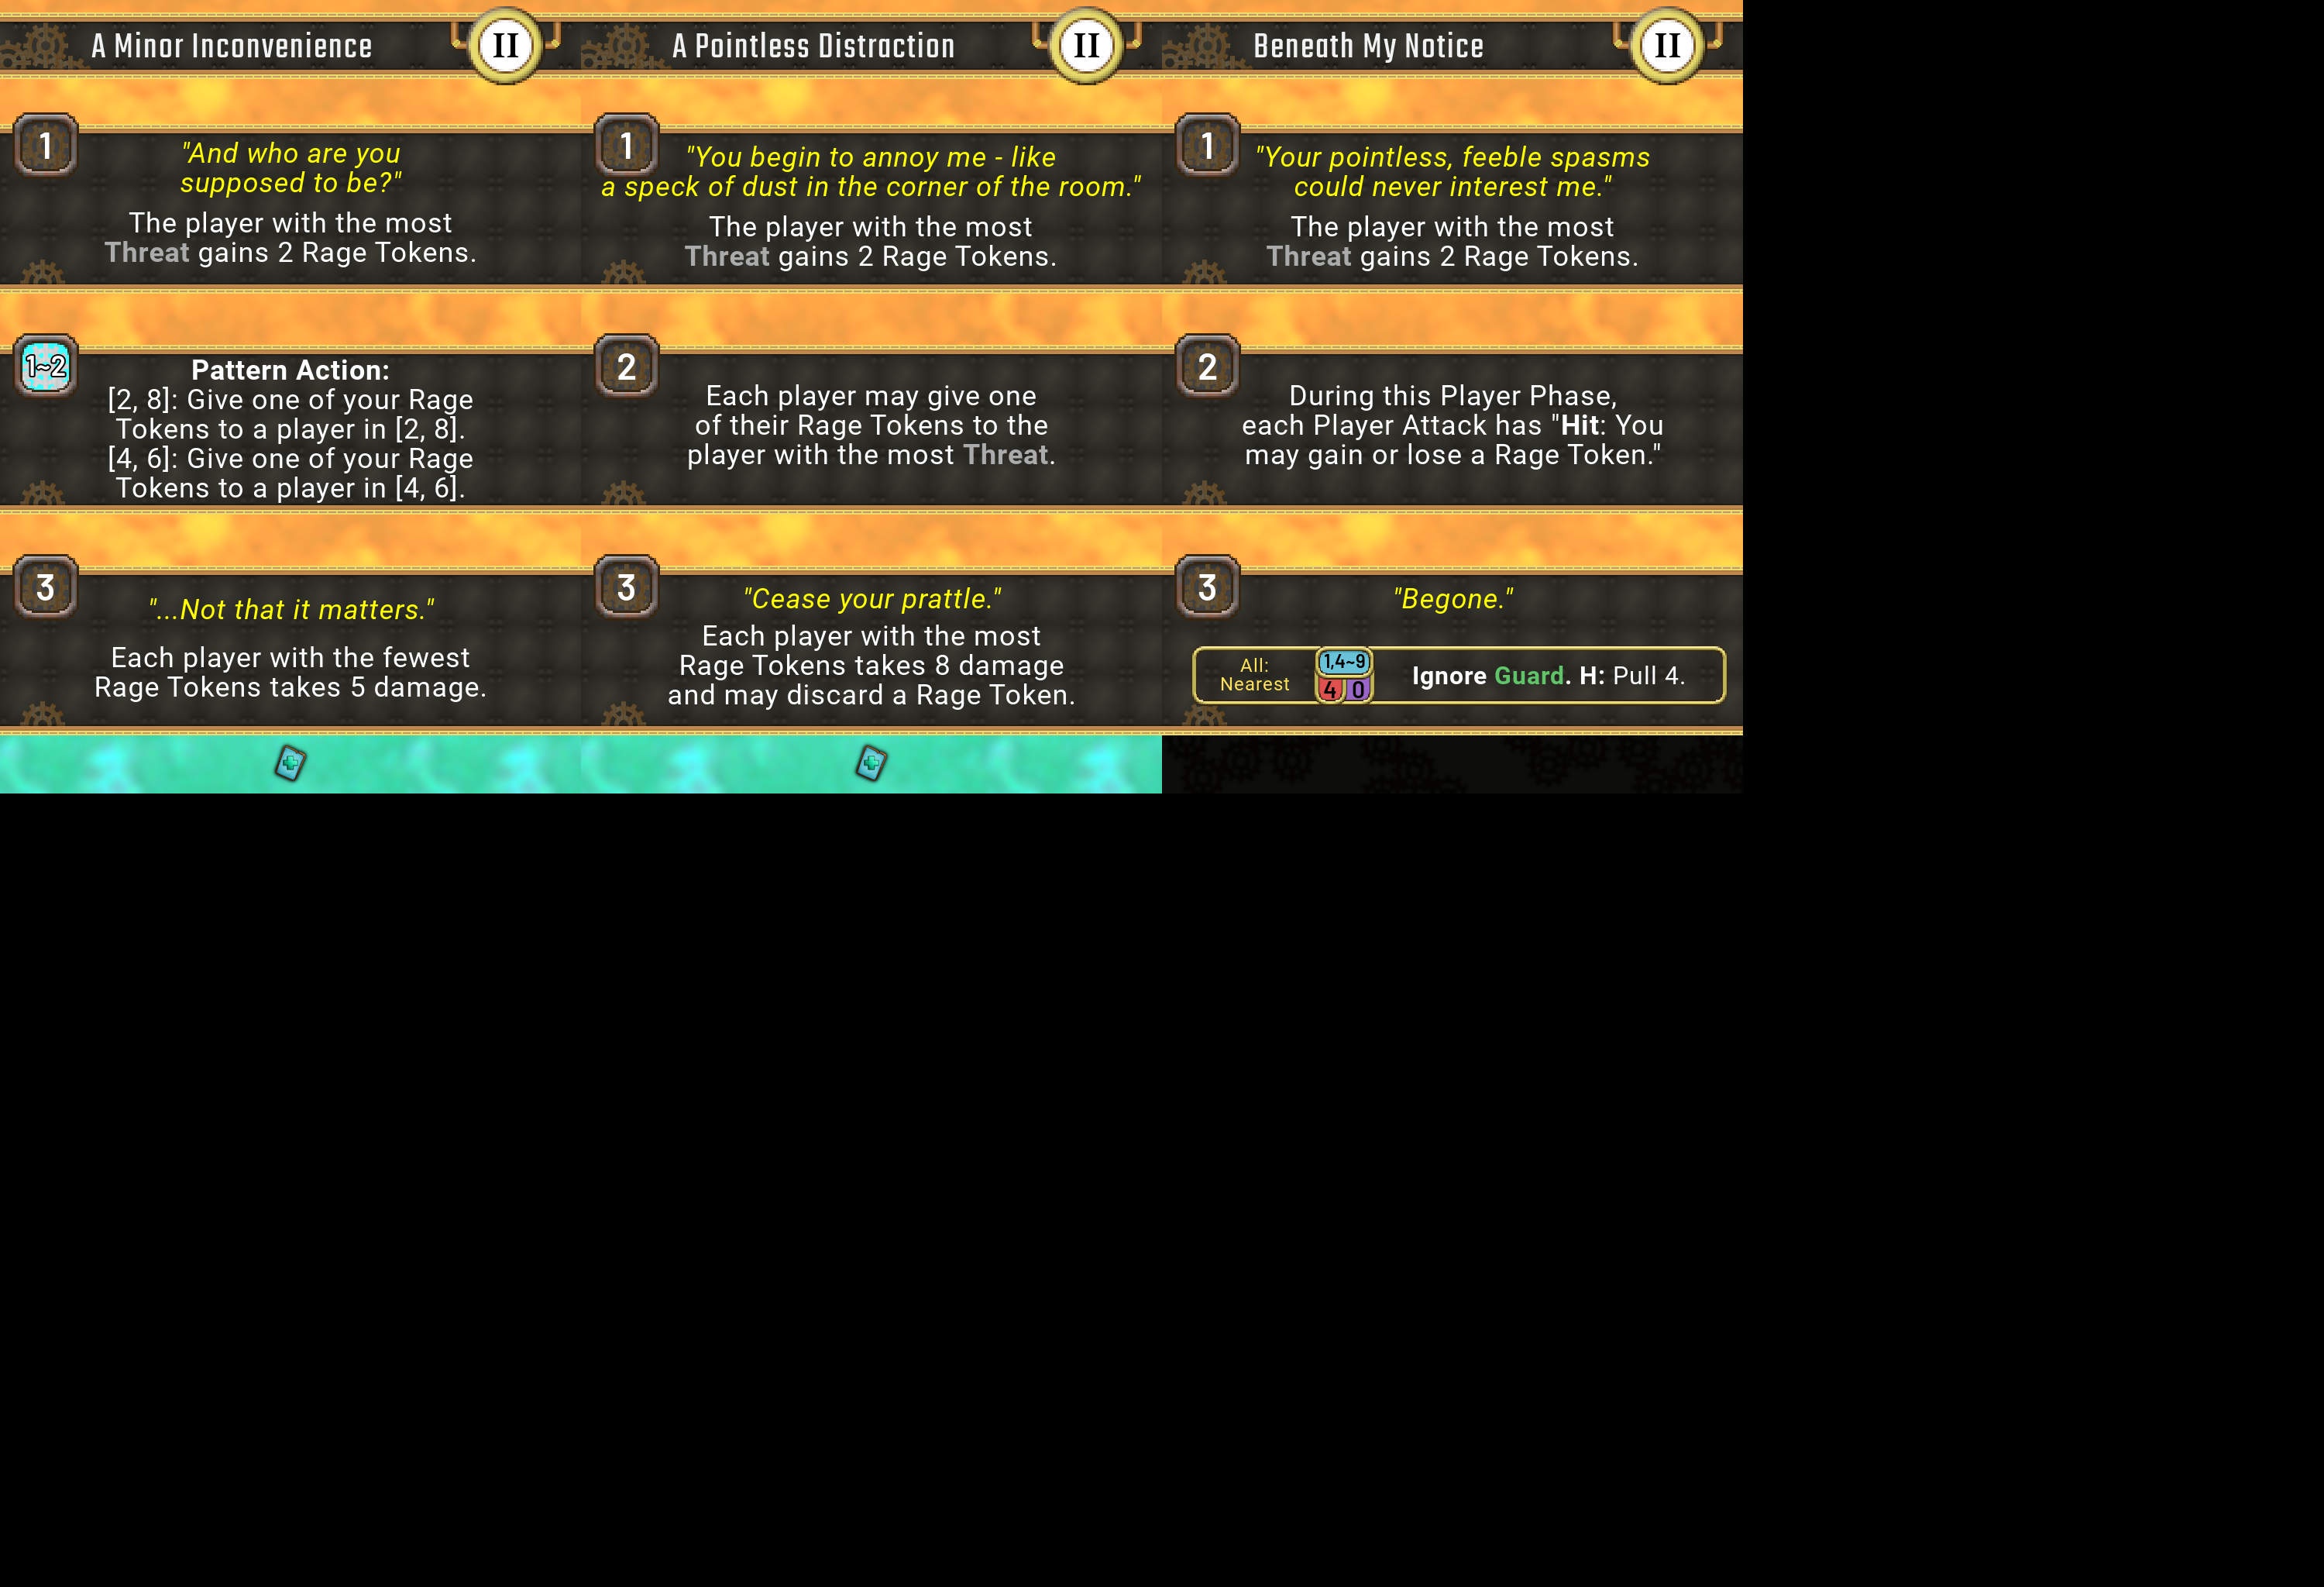 A Minor Inconvenience
II
1
"And who are you
supposed to be?"
The player with the most
Threat gains 2 Rage Tokens.
1~2
Pattern Action:
[2, 8]: Give one of your Rage
Tokens to a player in [2, 8].
[4, 6]: Give one of your Rage
Tokens to a player in [4, 6].
3
"...Not that it matters."
Each player with the fewest
Rage Tokens takes 5 damage.
A Pointless Distraction
II
1
"You begin to annoy me - like
a speck of dust in the corner of the room."
The player with the most
Threat gains 2 Rage Tokens.
2
Each player may give one
of their Rage Tokens to the
player with the most Threat.
3
"Cease your prattle."
Each player with the most
Rage Tokens takes 8 damage
and may discard a Rage Token.
Beneath My Notice
II
1
"Your pointless, feeble spasms
could never interest me."
The player with the most
Threat gains 2 Rage Tokens.
2
During this Player Phase,
each Player Attack has "Hit: You
may gain or lose a Rage Token."
3
"Begone."
All:
Nearest
1,4~9
4 0
Ignore Guard. H: Pull 4.